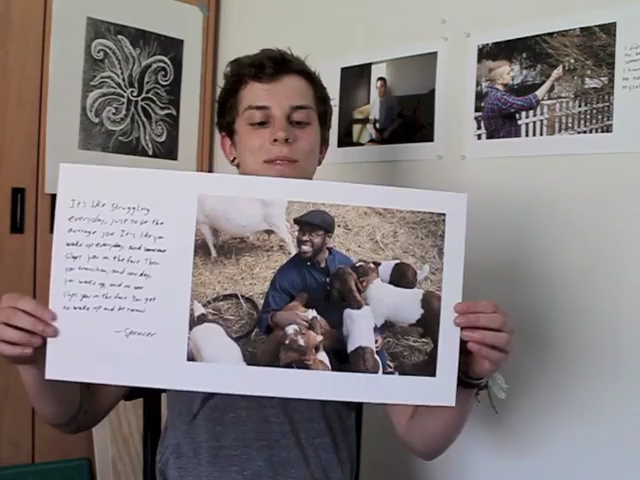 It's like struggling
everyday, just to be the
average joe. It's like you
wake up everyday, and someone
slaps you in the face. Then
you transition, and one day,
you wake up, and no one
slaps you in the face. You get
to wake up and be normal
-Spencer